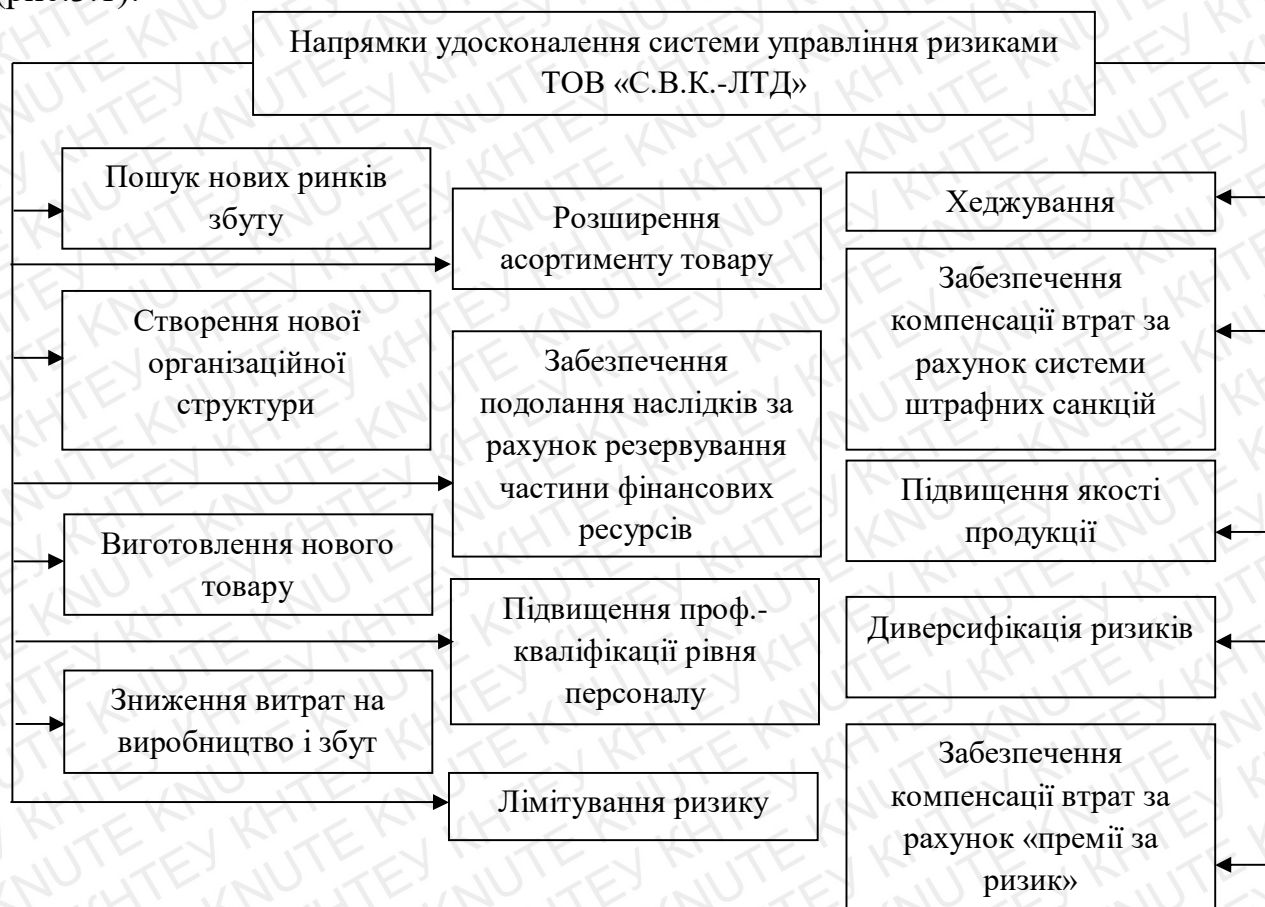 (рис.3.1).
Напрямки удосконалення системи управління ризиками
ТОВ «С.В.К.-ЛТД»
Пошук нових ринків
збуту
Створення нової
організаційної
структури
Виготовлення нового
товару
Зниження витрат на
виробництво і збут
Розширення
асортименту товару
Забезпечення
подолання наслідків за
рахунок резервування
частини фінансових
ресурсів
Підвищення проф.-
кваліфікації рівня
персоналу
Лімітування ризику
Хеджування
Забезпечення
компенсації втрат за
рахунок системи
штрафних санкцій
Підвищення якості
продукції
Диверсифікація ризиків
Забезпечення
компенсації втрат за
рахунок «премії за
ризик»